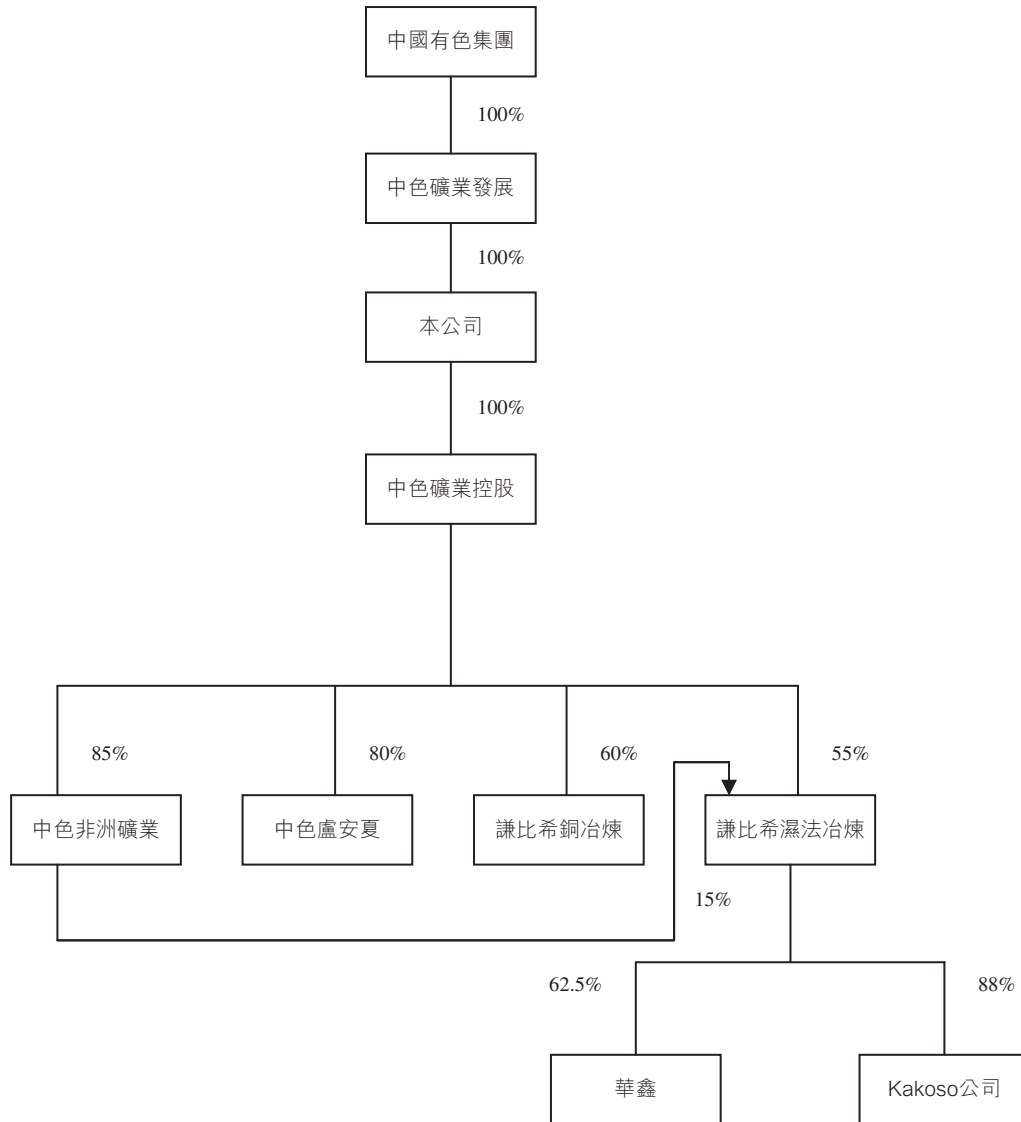 中國有色集團
100%
中色礦業發展
100%
本公司
100%
中色礦業控股
85%
80%
60%
55%
中色非洲礦業
中色盧安夏
謙比希銅冶煉
謙比希濕法冶煉
15%
62.5%
88%
華鑫
Kakoso公司